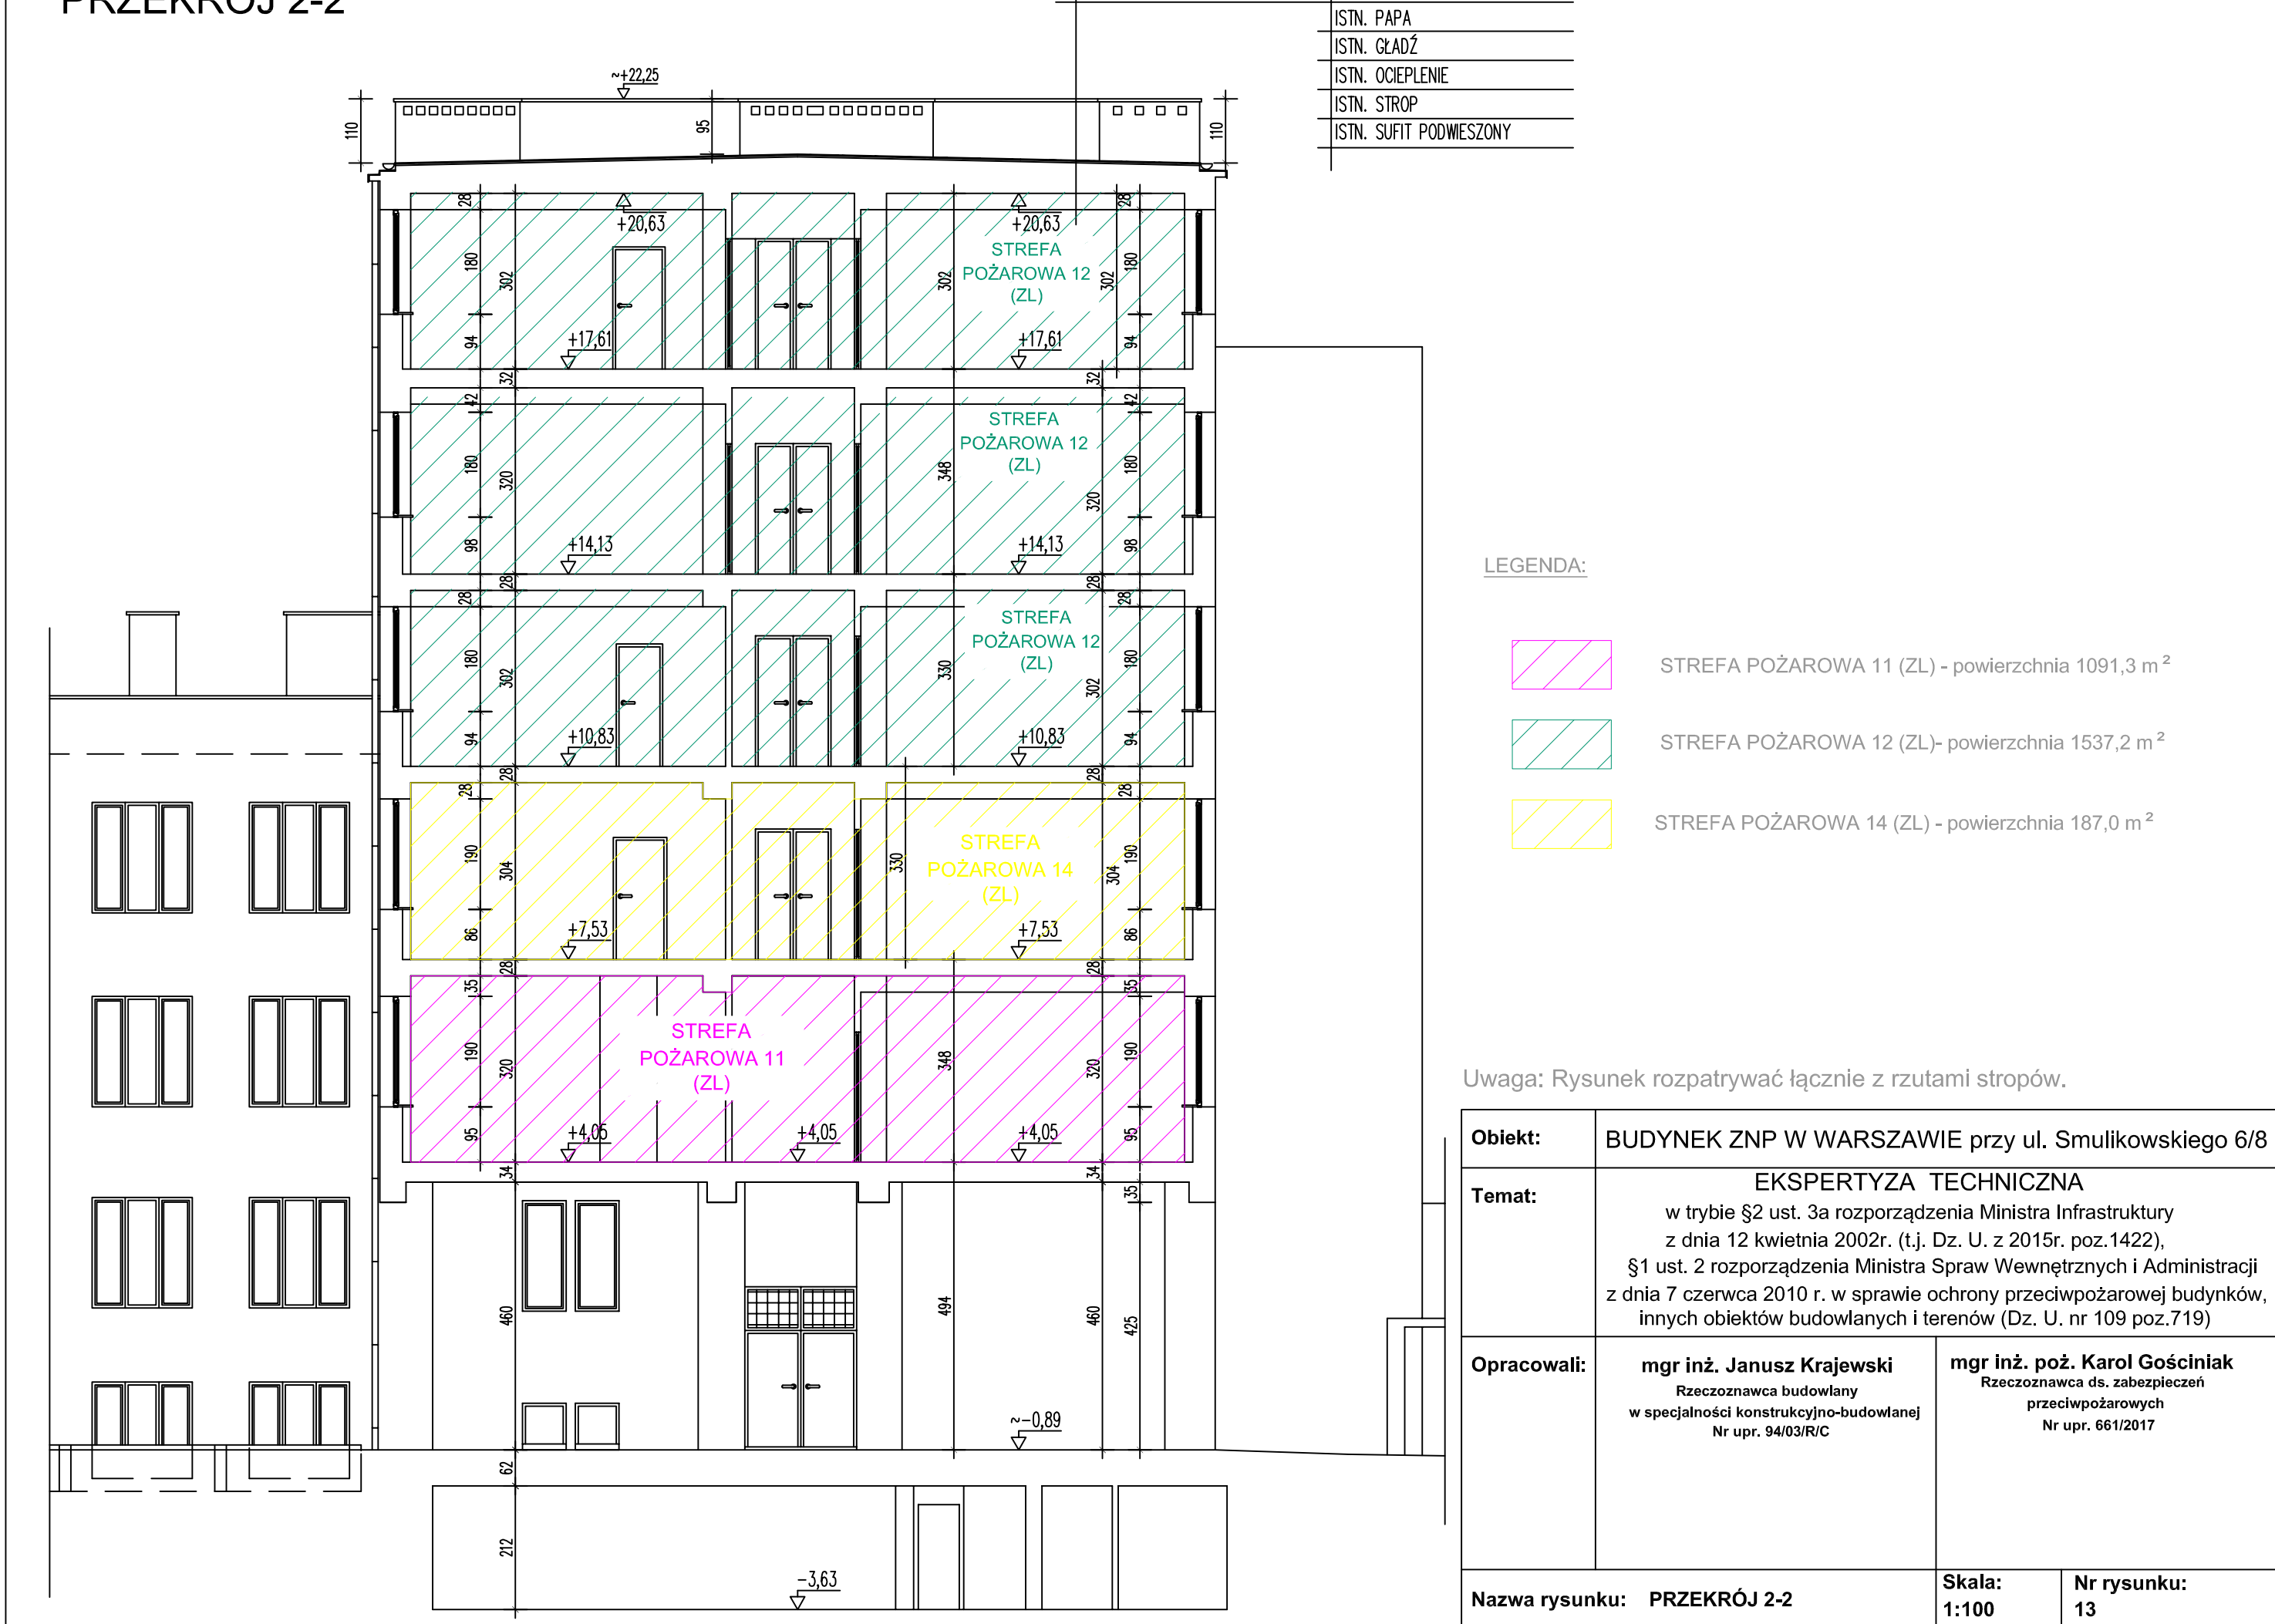 PRZEKRÓJ 2-2
ISTN. PAPA
ISTN. GŁADŹ
ISTN. OCIEPLENIE
ISTN. STROP
ISTN. SUFIT PODWIESZONY
~+22,25
110
95
110
28
+20,63
+20,63
28
STREFA
POŻAROWA 12
(ZL)
180
302
302
302
180
+17,61
+17,61
94
94
32
32
42
42
STREFA
POŻAROWA 12
(ZL)
180
320
348
320
180
+14,13
+14,13
98
98
28
28
28
28
STREFA
POŻAROWA 12
(ZL)
180
302
330
302
180
+10,83
+10,83
94
94
28
28
28
28
STREFA
POŻAROWA 14
(ZL)
190
304
330
304
190
+7,53
+7,53
86
86
28
28
35
35
STREFA
POŻAROWA 11
(ZL)
190
320
348
320
190
+4,05
+4,05
+4,05
95
95
34
34
35
460
494
460
425
~-0,89
62
212
-3,63
LEGENDA:
STREFA POŻAROWA 11 (ZL) - powierzchnia 1091,3 m²
STREFA POŻAROWA 12 (ZL)- powierzchnia 1537,2 m²
STREFA POŻAROWA 14 (ZL) - powierzchnia 187,0 m²
Uwaga: Rysunek rozpatrywać łącznie z rzutami stropów.
Obiekt: BUDYNEK ZNP W WARSZAWIE przy ul. Smulikowskiego 6/8
Temat: EKSPERTYZA TECHNICZNA
w trybie §2 ust. 3a rozporządzenia Ministra Infrastruktury
z dnia 12 kwietnia 2002r. (t.j. Dz. U. z 2015r. poz.1422),
§1 ust. 2 rozporządzenia Ministra Spraw Wewnętrznych i Administracji
z dnia 7 czerwca 2010 r. w sprawie ochrony przeciwpożarowej budynków,
innych obiektów budowlanych i terenów (Dz. U. nr 109 poz.719)
Opracowali:
mgr inż. Janusz Krajewski
Rzeczoznawca budowlany
w specjalności konstrukcyjno-budowlanej
Nr upr. 94/03/R/C
mgr inż. poż. Karol Gościniak
Rzeczoznawca ds. zabezpieczeń
przeciwpożarowych
Nr upr. 661/2017
Nazwa rysunku: PRZEKRÓJ 2-2
Skala:
1:100
Nr rysunku:
13